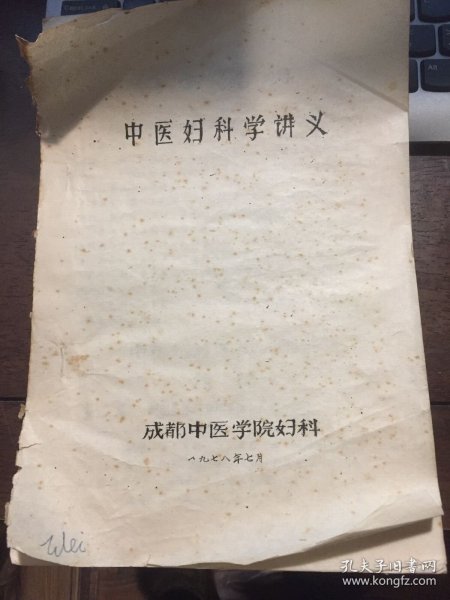 中医妇科学讲义
成都中医学院妇科
一九七八年七月
Wei
孔夫子旧书网
www.kongfz.com